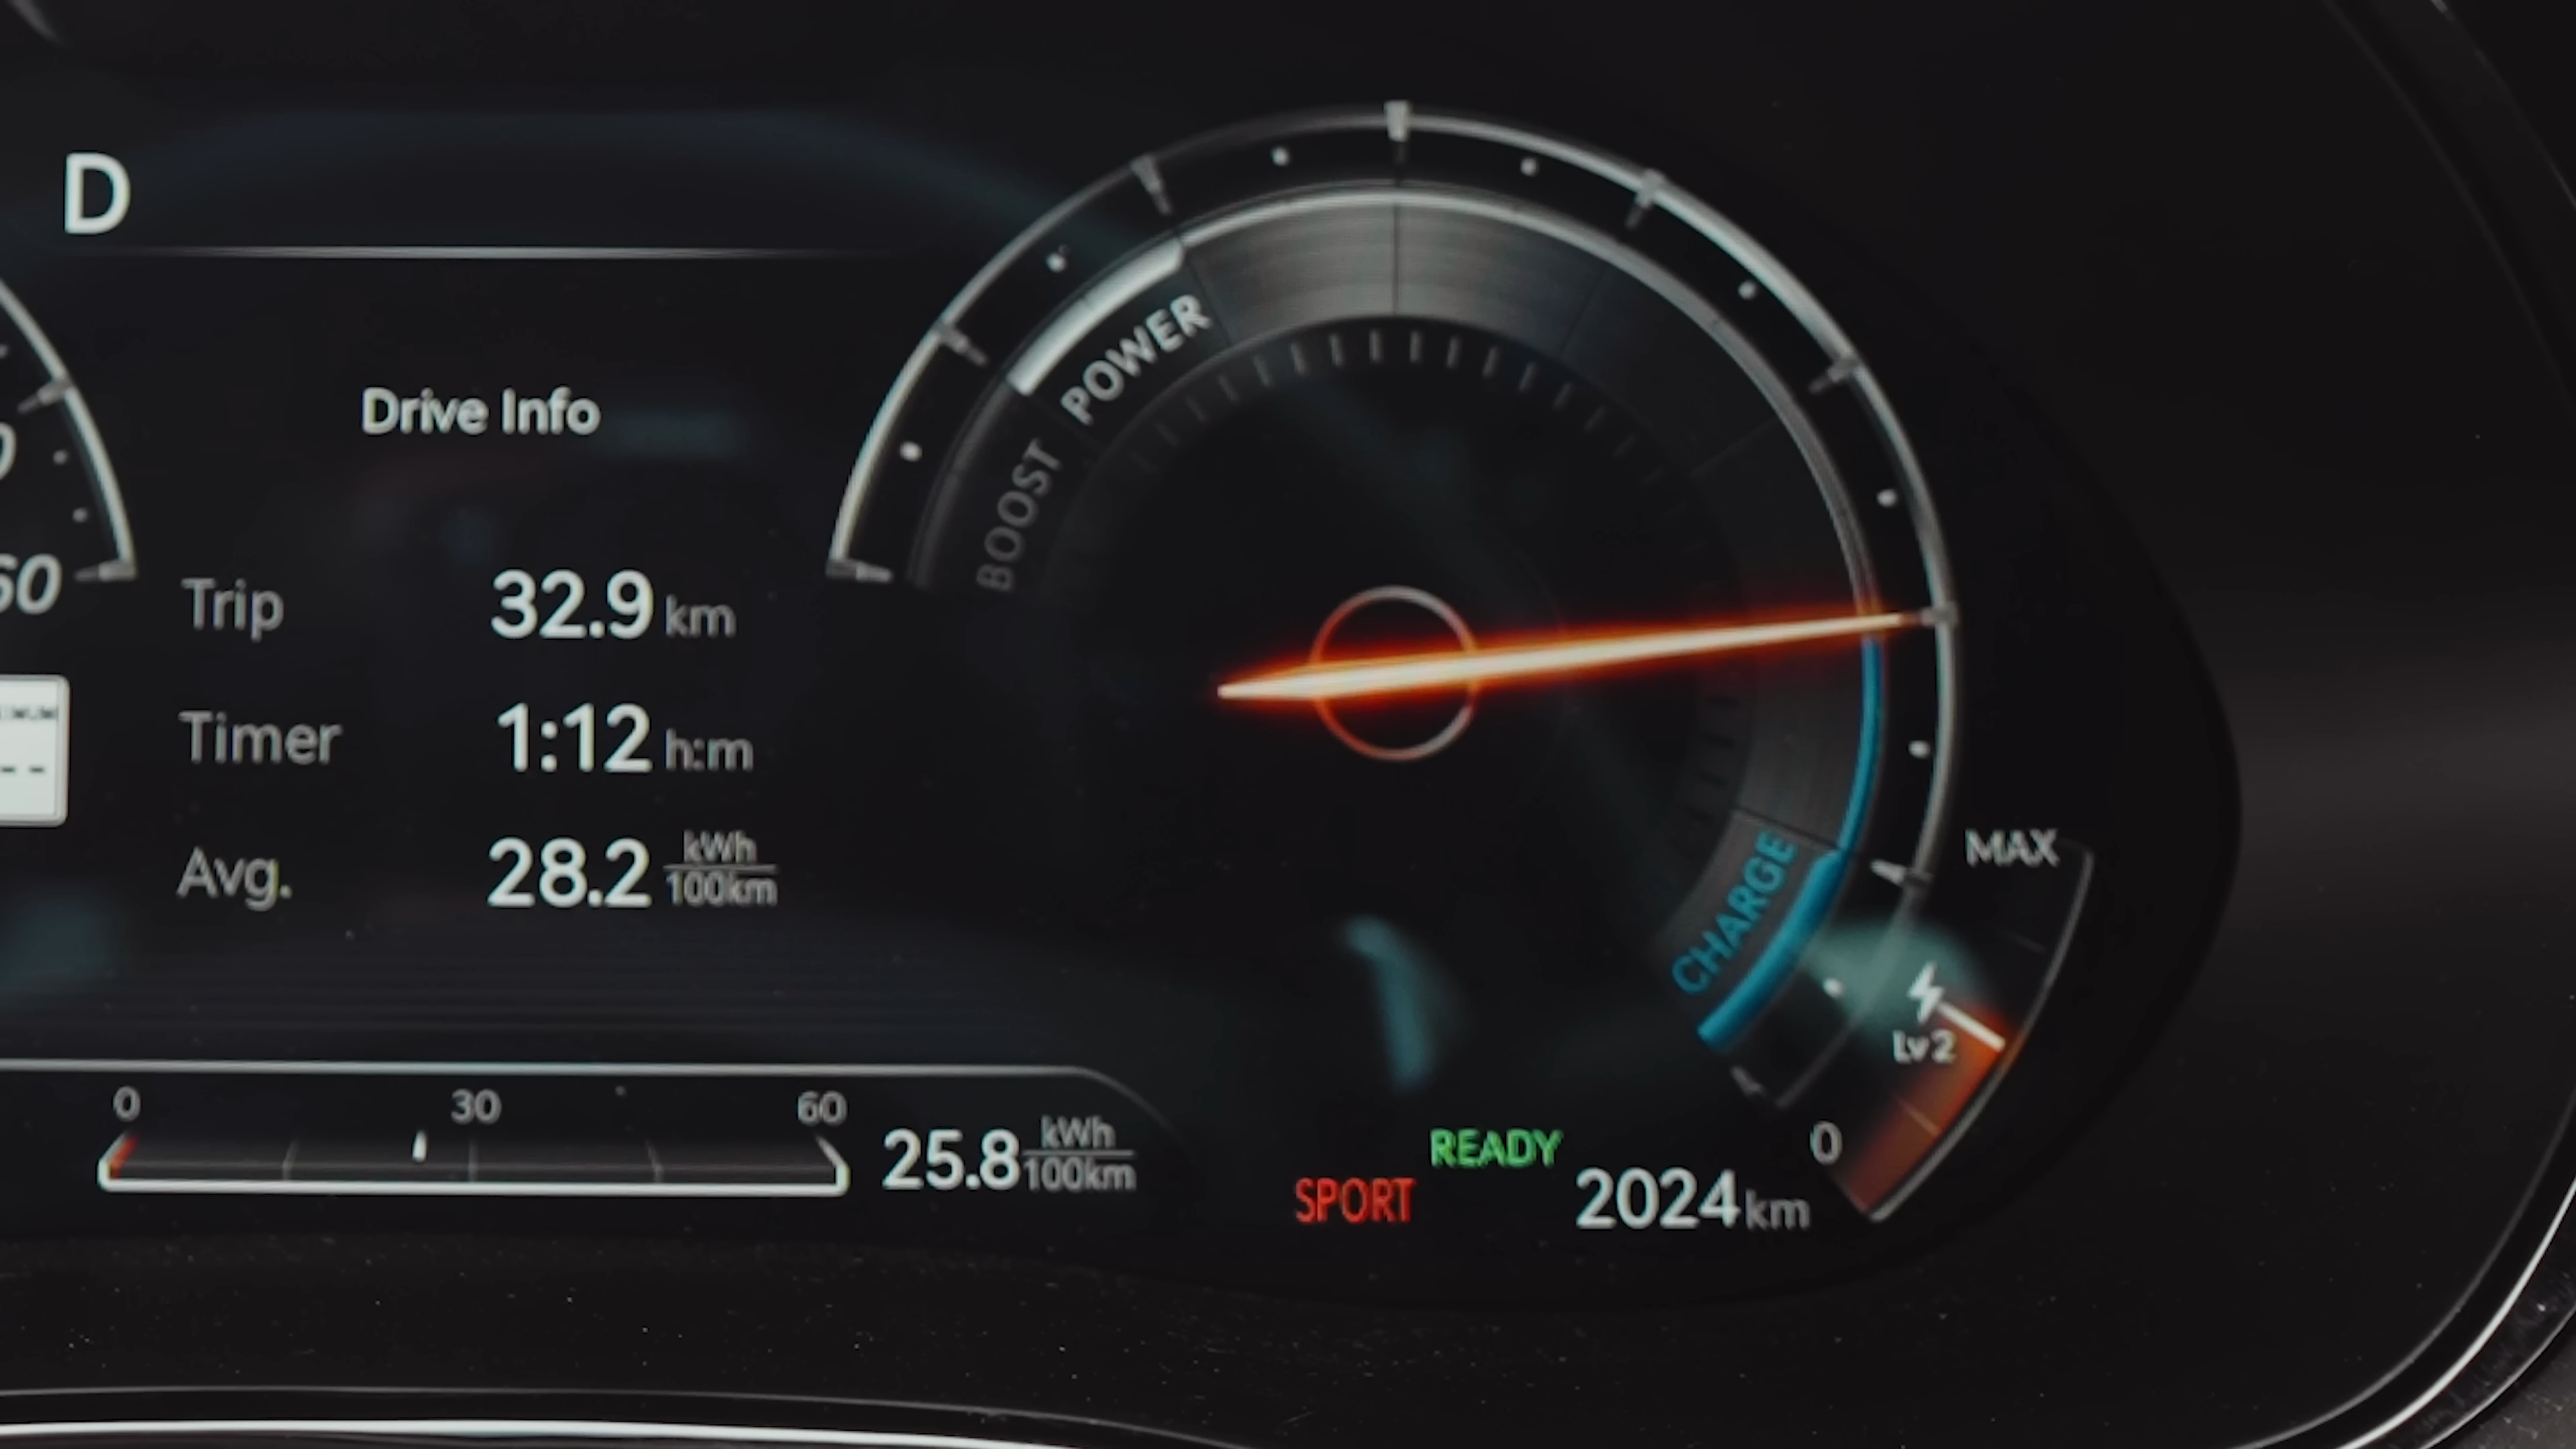 D
Drive Info
POWER
BOOST
60
Trip 32.9 km
Timer 1:12 h:m
Avg. 28.2 kWh/100km
CHARGE
MAX
Lv 2
0
0 30 60
25.8 kWh/100km
READY
SPORT
2024 km